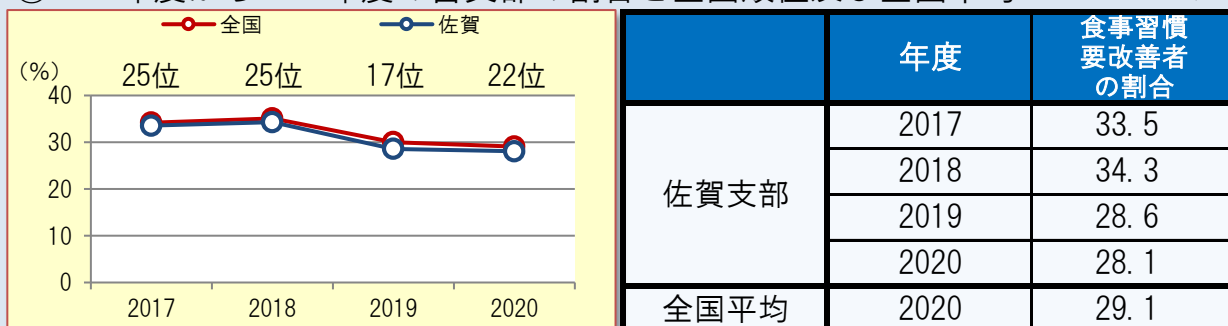 全国 佐賀
(%) 25位 25位 17位 22位
40
30
20
10
0
2017 2018 2019 2020
年度 食事習慣
要改善者
の割合
佐賀支部 2017 33.5
2018 34.3
2019 28.6
2020 28.1
全国平均 2020 29.1